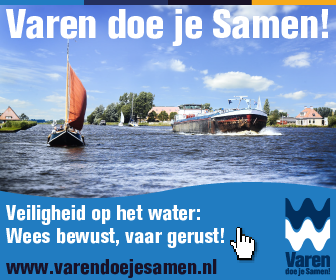 Varen doe je Samen!
Veiligheid op het water:
Wees bewust, vaar gerust!
www.varendoejesamen.nl
Varen
doe je Samen!